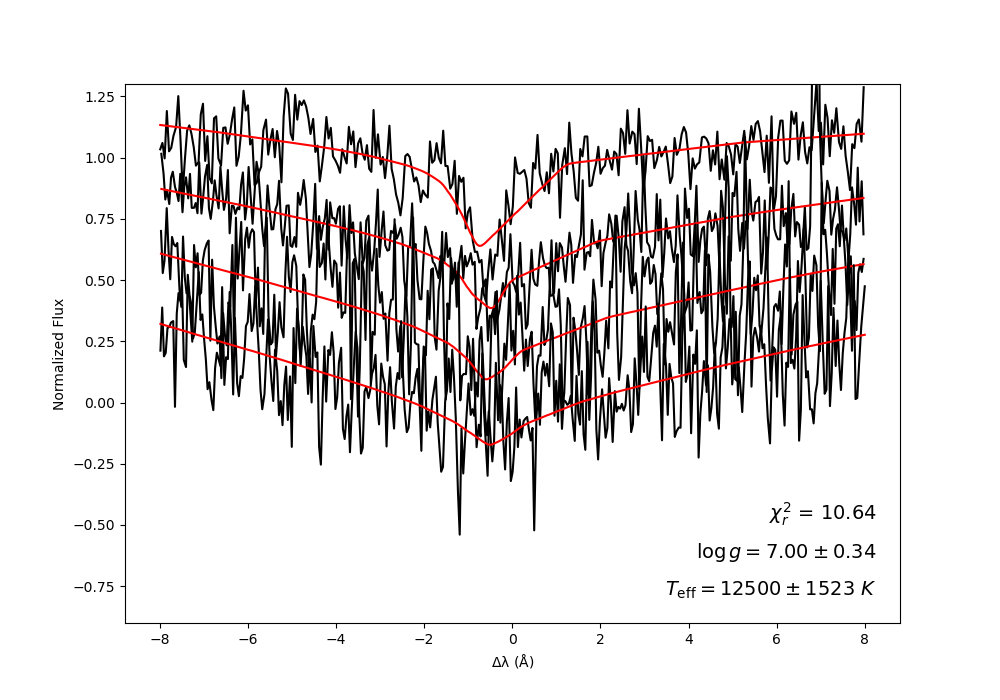 Normalized Flux
1.25
1.00
0.75
0.50
0.25
0.00
−0.25
−0.50
−0.75
χ²ᵣ = 10.64
log g = 7.00 ± 0.34
T_eff = 12500 ± 1523 K
−8 −6 −4 −2 0 2 4 6 8
Δλ (Å)